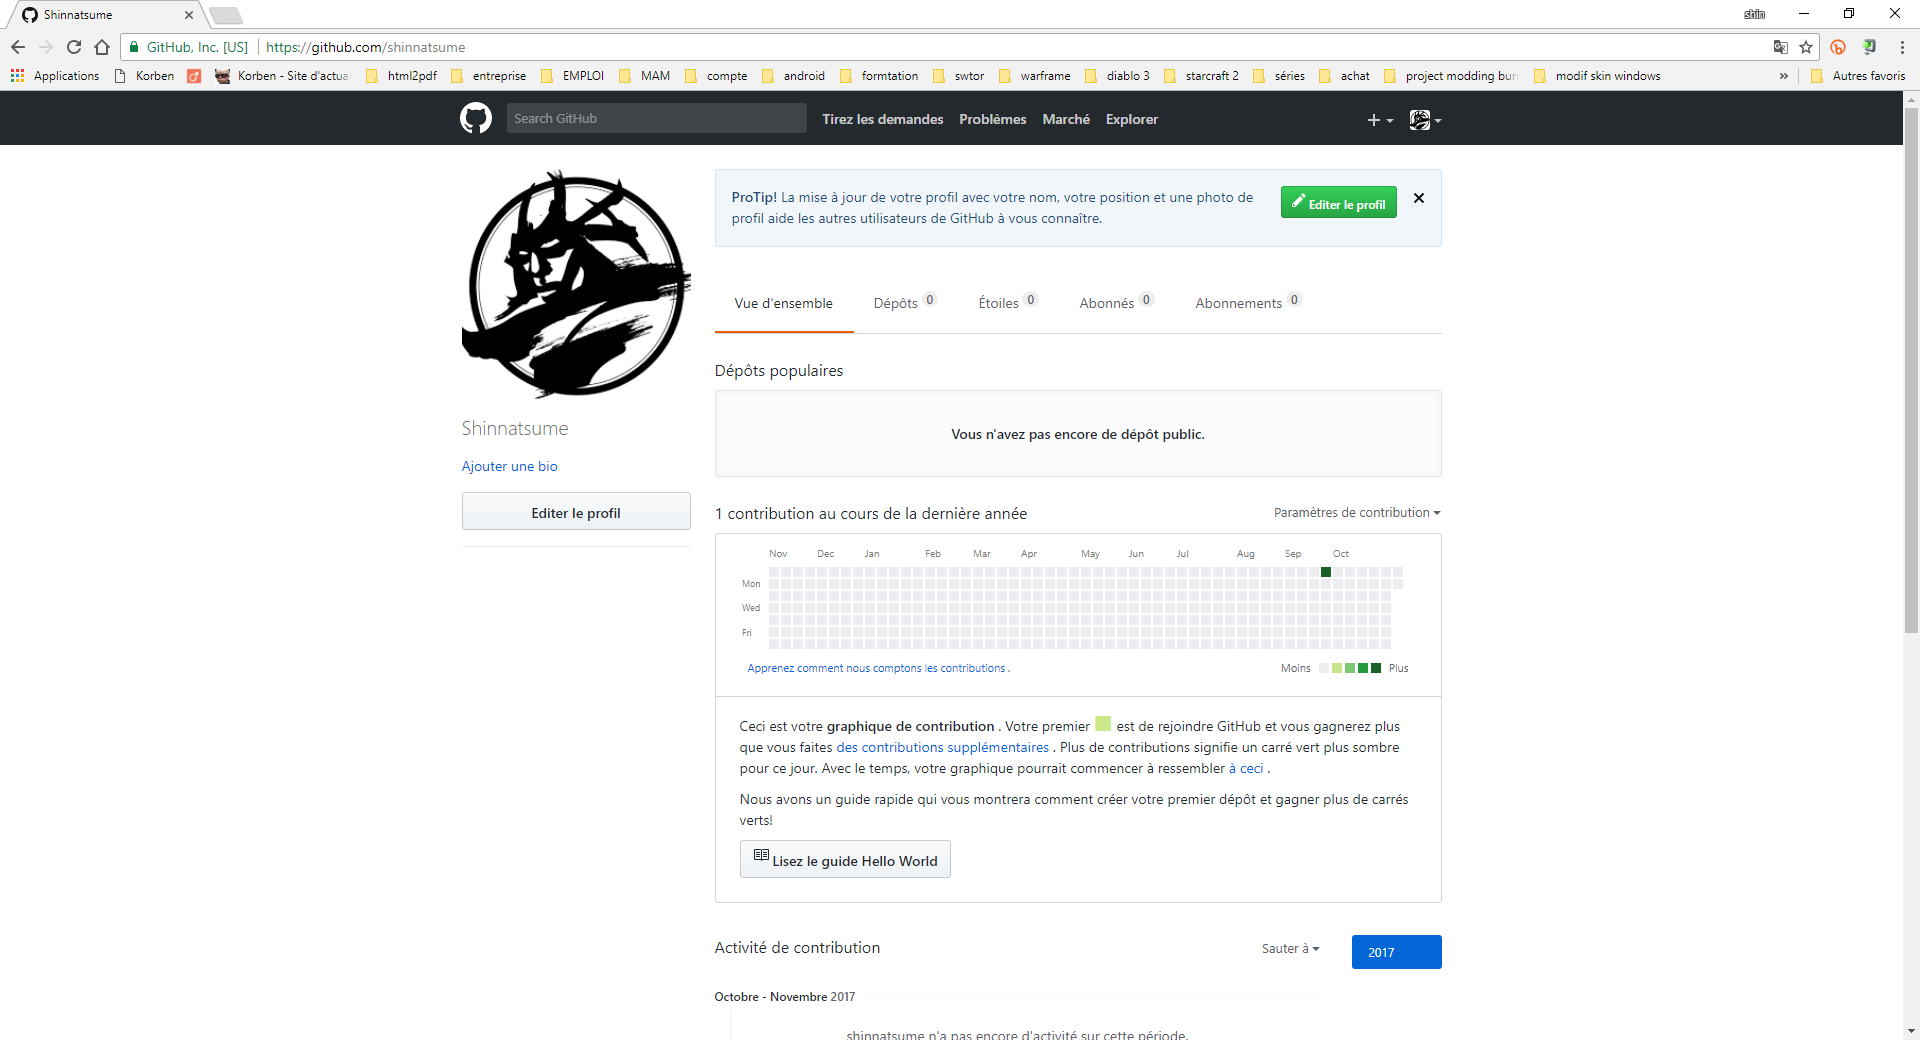 Shinnatsume
shin
GitHub, Inc. [US] https://github.com/shinnatsume
Applications Korben Korben - Site d'actua html2pdf entreprise EMPLOI MAM compte android formtation swtor warframe diablo 3 starcraft 2 séries achat project modding bur modif skin windows » Autres favoris
Search GitHub Tirez les demandes Problèmes Marché Explorer
ProTip! La mise à jour de votre profil avec votre nom, votre position et une photo de
profil aide les autres utilisateurs de GitHub à vous connaître.
Editer le profil
Vue d'ensemble Dépôts 0 Étoiles 0 Abonnés 0 Abonnements 0
Dépôts populaires
Vous n'avez pas encore de dépôt public.
Shinnatsume
Ajouter une bio
Editer le profil
1 contribution au cours de la dernière année Paramètres de contribution
Nov Dec Jan Feb Mar Apr May Jun Jul Aug Sep Oct
Mon
Wed
Fri
Apprenez comment nous comptons les contributions . Moins Plus
Ceci est votre graphique de contribution . Votre premier est de rejoindre GitHub et vous gagnerez plus
que vous faites des contributions supplémentaires . Plus de contributions signifie un carré vert plus sombre
pour ce jour. Avec le temps, votre graphique pourrait commencer à ressembler à ceci .
Nous avons un guide rapide qui vous montrera comment créer votre premier dépôt et gagner plus de carrés
verts!
Lisez le guide Hello World
Activité de contribution Sauter à 2017
Octobre - Novembre 2017
shinnatsume n'a pas encore d'activité sur cette période.